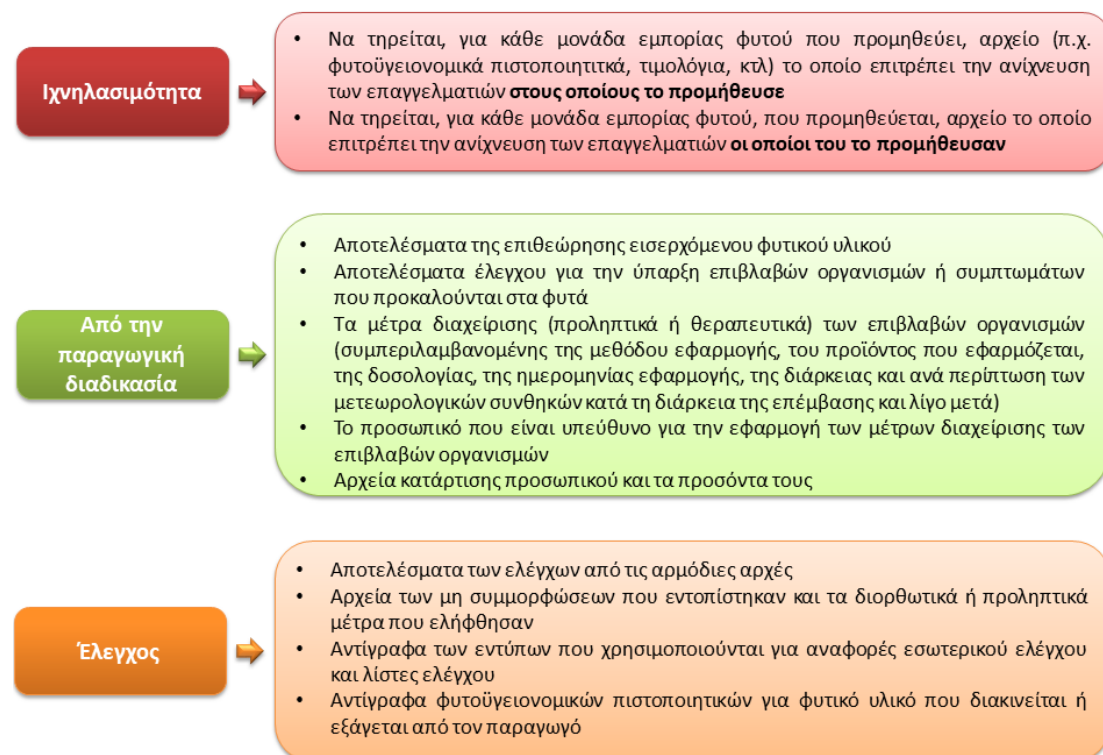 Ιχνηλασιμότητα
• Να τηρείται, για κάθε μονάδα εμπορίας φυτού που προμηθεύει, αρχείο (π.χ.
φυτοϋγειονομικά πιστοποιητιτκά, τιμολόγια, κτλ) το οποίο επιτρέπει την ανίχνευση
των επαγγελματιών στους οποίους το προμήθευσε
• Να τηρείται, για κάθε μονάδα εμπορίας φυτού, που προμηθεύεται, αρχείο το οποίο
επιτρέπει την ανίχνευση των επαγγελματιών οι οποίοι του το προμήθευσαν
Από την
παραγωγική
διαδικασία
• Αποτελέσματα της επιθεώρησης εισερχόμενου φυτικού υλικού
• Αποτελέσματα έλεγχου για την ύπαρξη επιβλαβών οργανισμών ή συμπτωμάτων
που προκαλούνται στα φυτά
• Τα μέτρα διαχείρισης (προληπτικά ή θεραπευτικά) των επιβλαβών οργανισμών
(συμπεριλαμβανομένης της μεθόδου εφαρμογής, του προϊόντος που εφαρμόζεται,
της δοσολογίας, της ημερομηνίας εφαρμογής, της διάρκειας και ανά περίπτωση των
μετεωρολογικών συνθηκών κατά τη διάρκεια της επέμβασης και λίγο μετά)
• Το προσωπικό που είναι υπεύθυνο για την εφαρμογή των μέτρων διαχείρισης των
επιβλαβών οργανισμών
• Αρχεία κατάρτισης προσωπικού και τα προσόντα τους
Έλεγχος
• Αποτελέσματα των ελέγχων από τις αρμόδιες αρχές
• Αρχεία των μη συμμορφώσεων που εντοπίστηκαν και τα διορθωτικά ή προληπτικά
μέτρα που ελήφθησαν
• Αντίγραφα των εντύπων που χρησιμοποιούνται για αναφορές εσωτερικού ελέγχου
και λίστες ελέγχου
• Αντίγραφα φυτοϋγειονομικών πιστοποιητικών για φυτικό υλικό που διακινείται ή
εξάγεται από τον παραγωγό